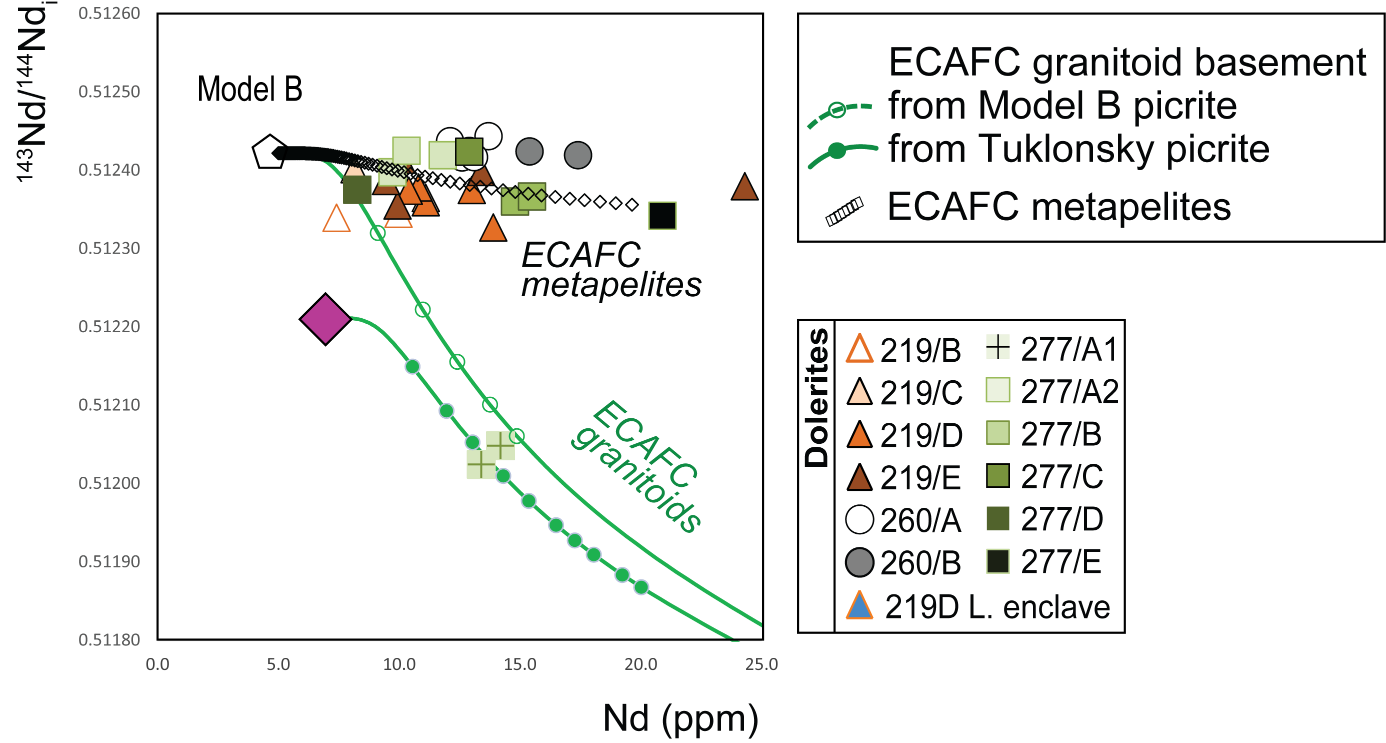 143Nd/144Ndi
0.51260
0.51250
0.51240
0.51230
0.51220
0.51210
0.51200
0.51190
0.51180
0.0
5.0
10.0
15.0
20.0
25.0
Nd (ppm)
Model B
ECAFC
metapelites
ECAFC
granitoids
ECAFC granitoid basement
from Model B picrite
from Tuklonsky picrite
ECAFC metapelites
Dolerites
219/B
277/A1
219/C
277/A2
219/D
277/B
219/E
277/C
260/A
277/D
260/B
277/E
219D L. enclave